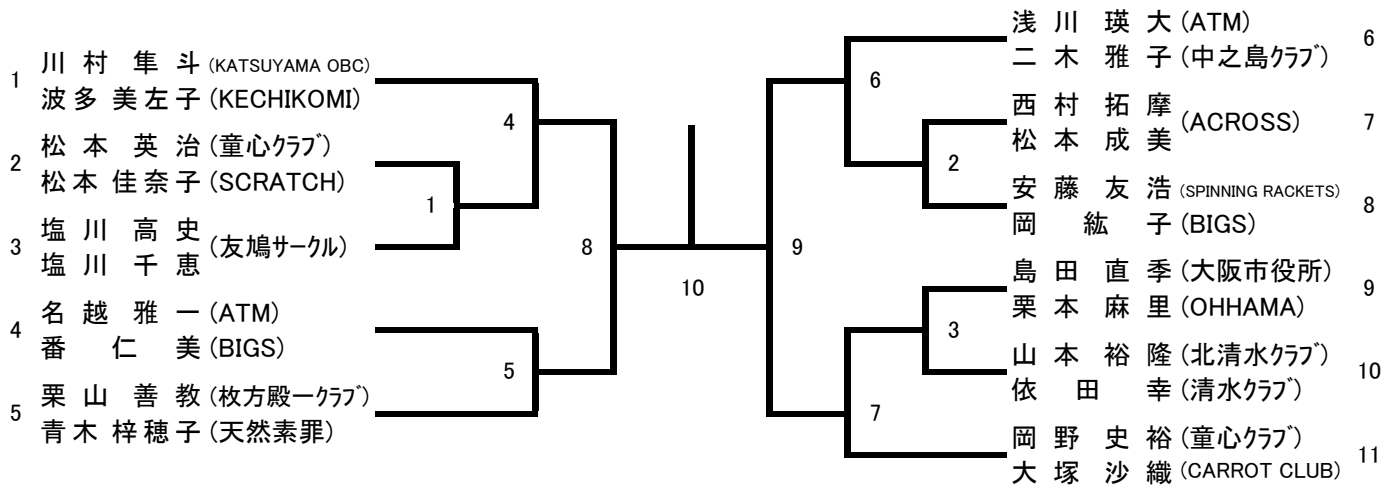 1 川村 隼斗 (KATSUYAMA OBC)
波多 美左子 (KECHIKOMI)
2 松本 英治 (童心クラブ)
松本 佳奈子 (SCRATCH)
3 塩川 高史 (友鳩サークル)
塩川 千恵
4 名越 雅一 (ATM)
番 仁美 (BIGS)
5 栗山 善教 (枚方殿一クラブ)
青木 梓穂子 (天然素罪)
4
1
8
5
10
9
6
2
3
7
浅川 瑛大 (ATM) 6
二木 雅子 (中之島クラブ)
西村 拓摩 (ACROSS) 7
松本 成美
安藤 友浩 (SPINNING RACKETS) 8
岡 紘子 (BIGS)
島田 直季 (大阪市役所) 9
栗本 麻里 (OHHAMA)
山本 裕隆 (北清水クラブ) 10
依田 幸 (清水クラブ)
岡野 史裕 (童心クラブ) 11
大塚 沙織 (CARROT CLUB)